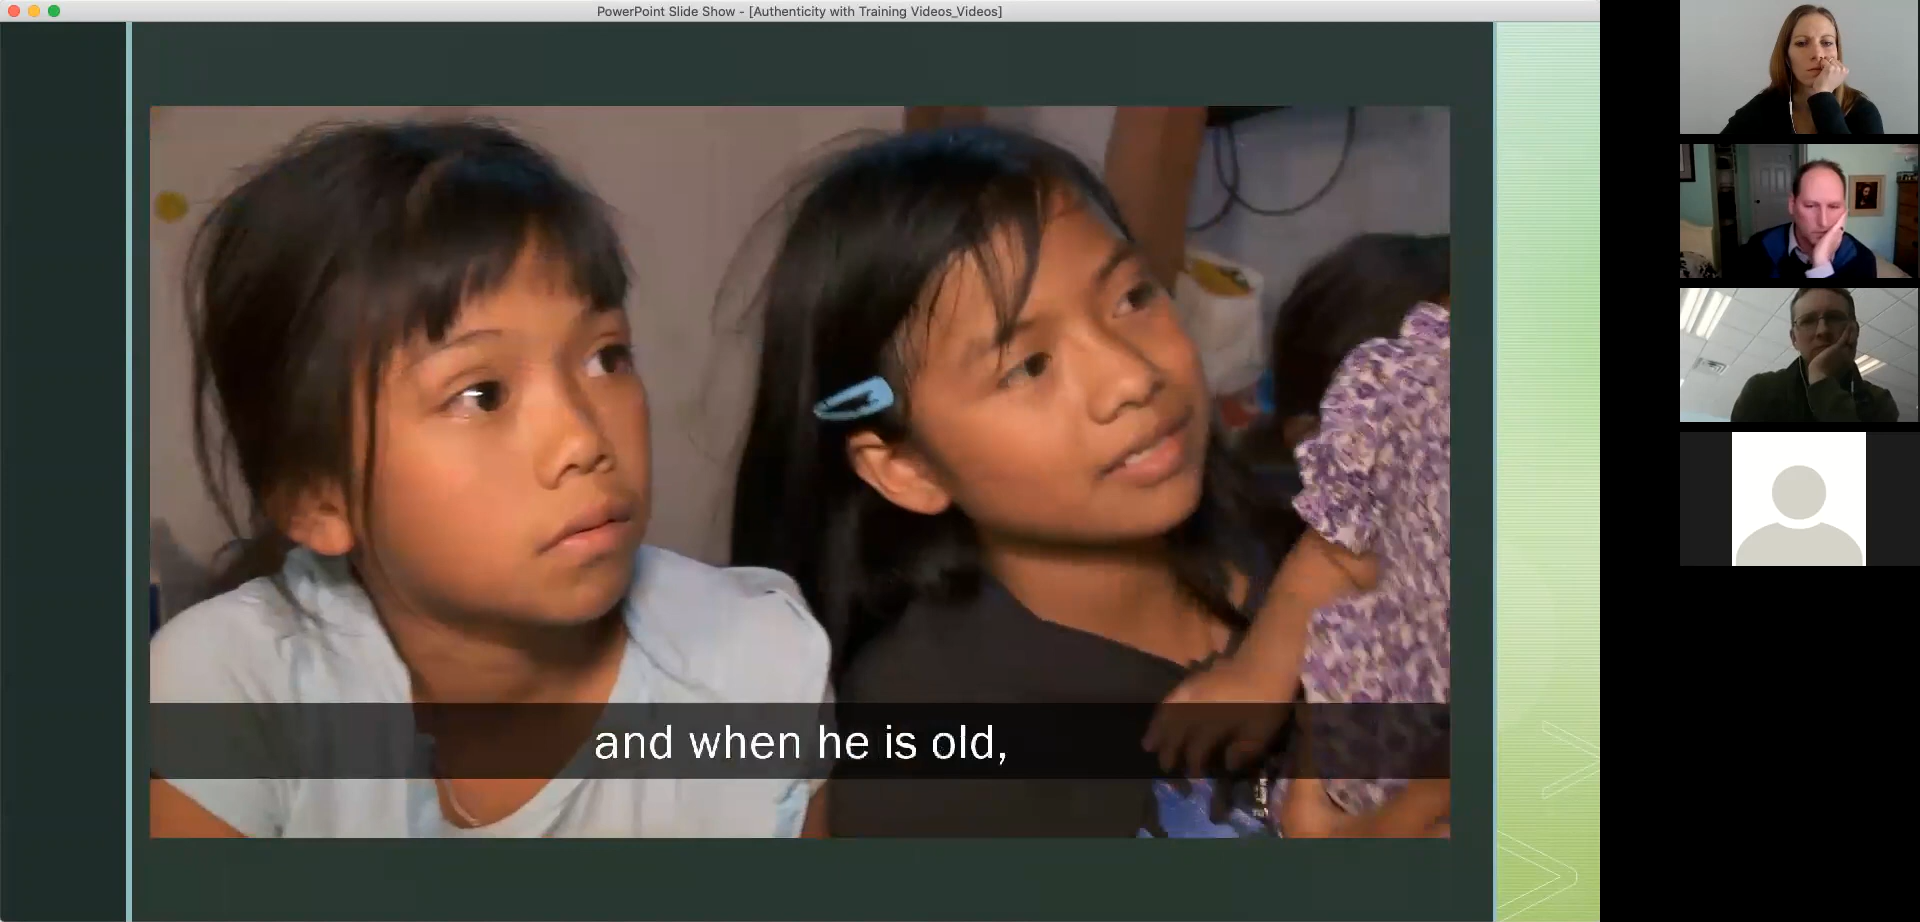 PowerPoint Slide Show - [Authenticity with Training Videos_Videos]
and when he is old,